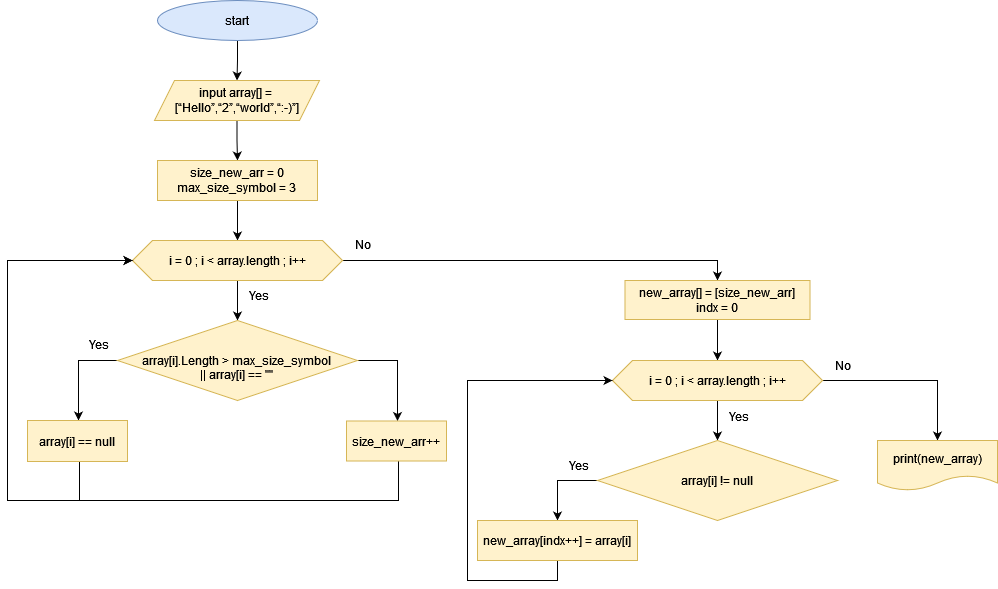 start
input array[] =
[“Hello”,“2”,“world”,“:-)”]
size_new_arr = 0
max_size_symbol = 3
i = 0 ; i < array.length ; i++
No
Yes
array[i].Length > max_size_symbol
|| array[i] == ""
Yes
array[i] == null
size_new_arr++
new_array[] = [size_new_arr]
indx = 0
i = 0 ; i < array.length ; i++
No
Yes
array[i] != null
Yes
new_array[indx++] = array[i]
print(new_array)